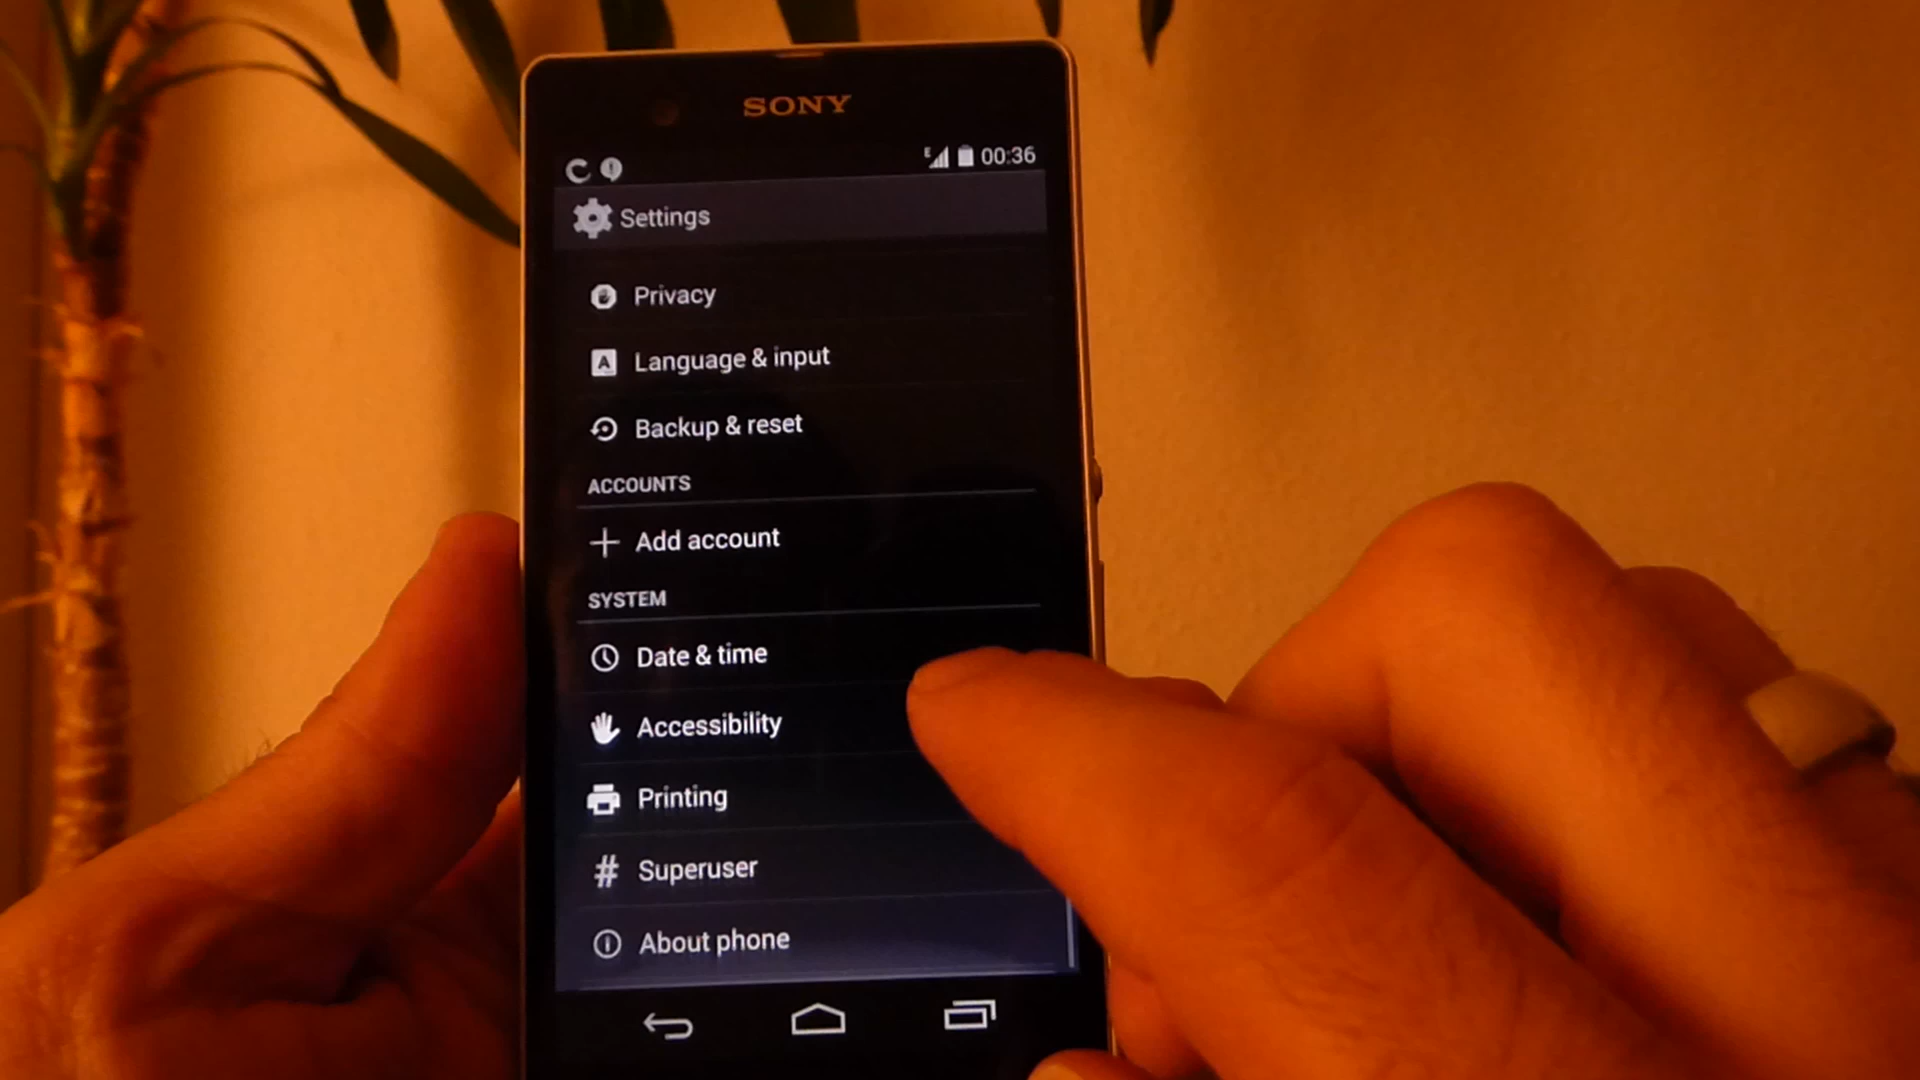 SONY
E 00:36
Settings
Privacy
Language & input
Backup & reset
ACCOUNTS
Add account
SYSTEM
Date & time
Accessibility
Printing
# Superuser
About phone